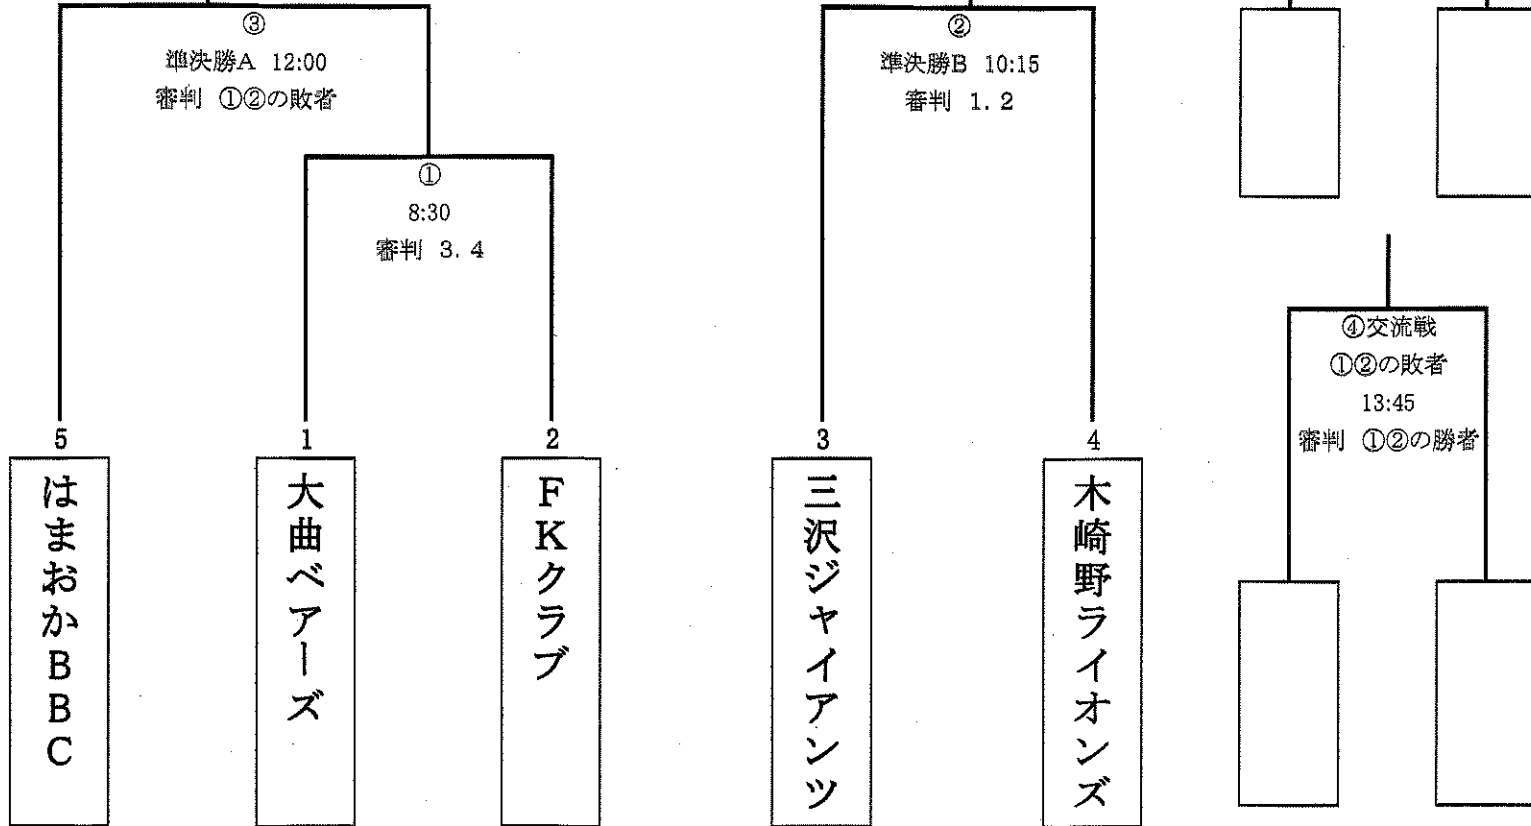 ③
準決勝A 12:00
審判 ①②の敗者
①
8:30
審判 3. 4
②
準決勝B 10:15
審判 1. 2
④交流戦
①②の敗者
13:45
審判 ①②の勝者
5
はまおかBBC
1
大曲ベアーズ
2
FKクラブ
3
三沢ジャイアンツ
4
木崎野ライオンズ